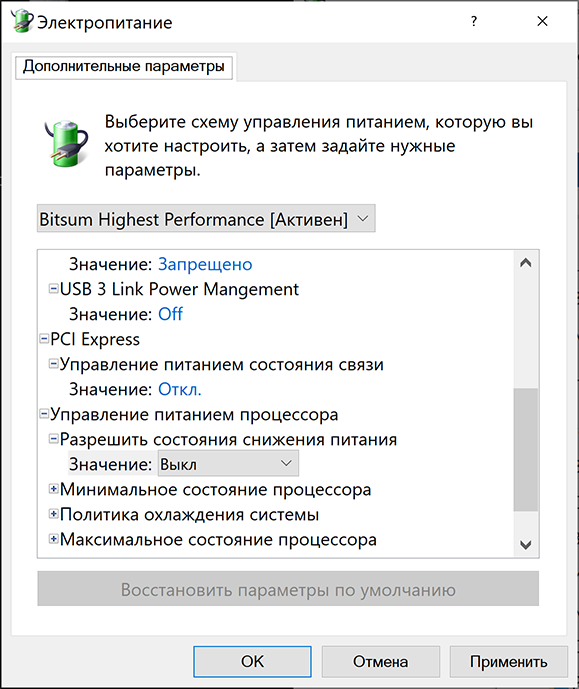 Электропитание
?
Дополнительные параметры
Выберите схему управления питанием, которую вы
хотите настроить, а затем задайте нужные
параметры.
Bitsum Highest Performance [Активен]
Значение: Запрещено
USB 3 Link Power Mangement
Значение: Off
PCI Express
Управление питанием состояния связи
Значение: Откл.
Управление питанием процессора
Разрешить состояния снижения питания
Значение: Выкл
Минимальное состояние процессора
Политика охлаждения системы
Максимальное состояние процессора
Восстановить параметры по умолчанию
OK
Отмена
Применить